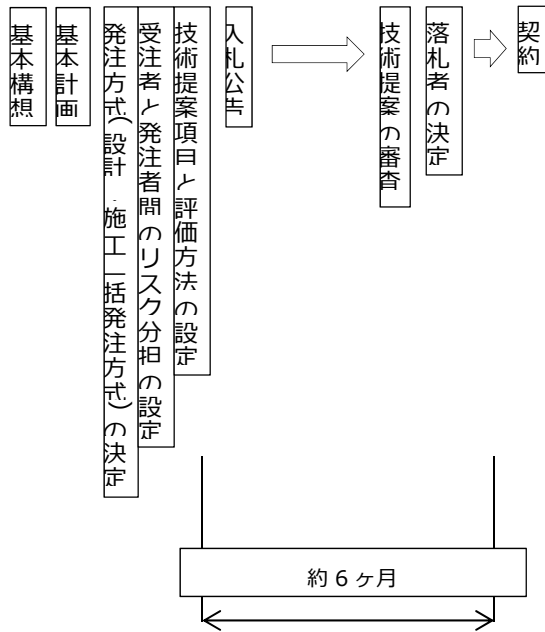 基本構想
基本計画
発注方式(設計・施工一括発注方式)の決定
受注者と発注者間のリスク分担の設定
技術提案項目と評価方法の設定
入札公告
技術提案の審査
落札者の決定
契約
約6ヶ月